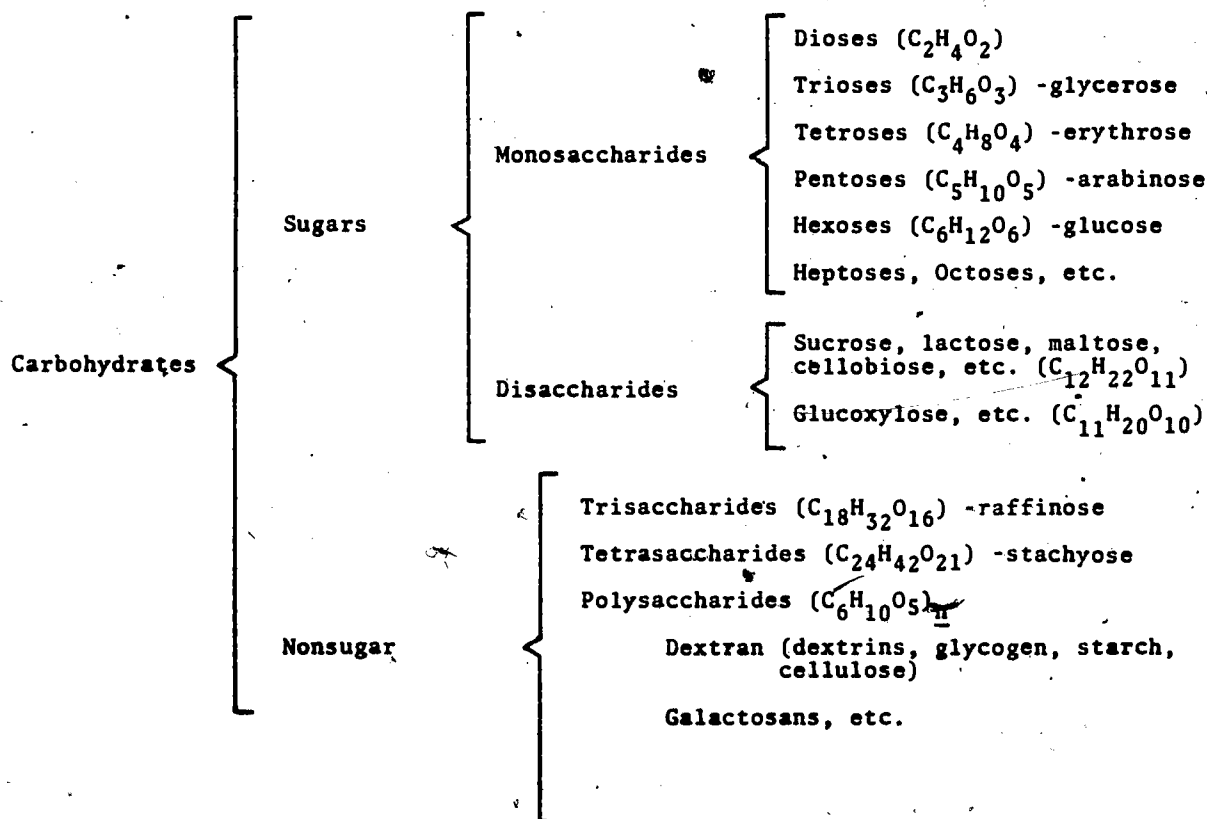 Dioses (C2H4O2)
Trioses (C3H6O3) -glycerose
Tetroses (C4H8O4) -erythrose
Monosaccharides
Pentoses (C5H10O5) -arabinose
Sugars
Hexoses (C6H12O6) -glucose
Heptoses, Octoses, etc.
Carbohydrates
Sucrose, lactose, maltose,
cellobiose, etc. (C12H22O11)
Disaccharides
Glucoxylose, etc. (C11H20O10)
Trisaccharides (C18H32O16) -raffinose
Tetrasaccharides (C24H42O21) -stachyose
Polysaccharides (C6H10O5)n
Nonsugar
Dextran (dextrins, glycogen, starch,
cellulose)
Galactosans, etc.